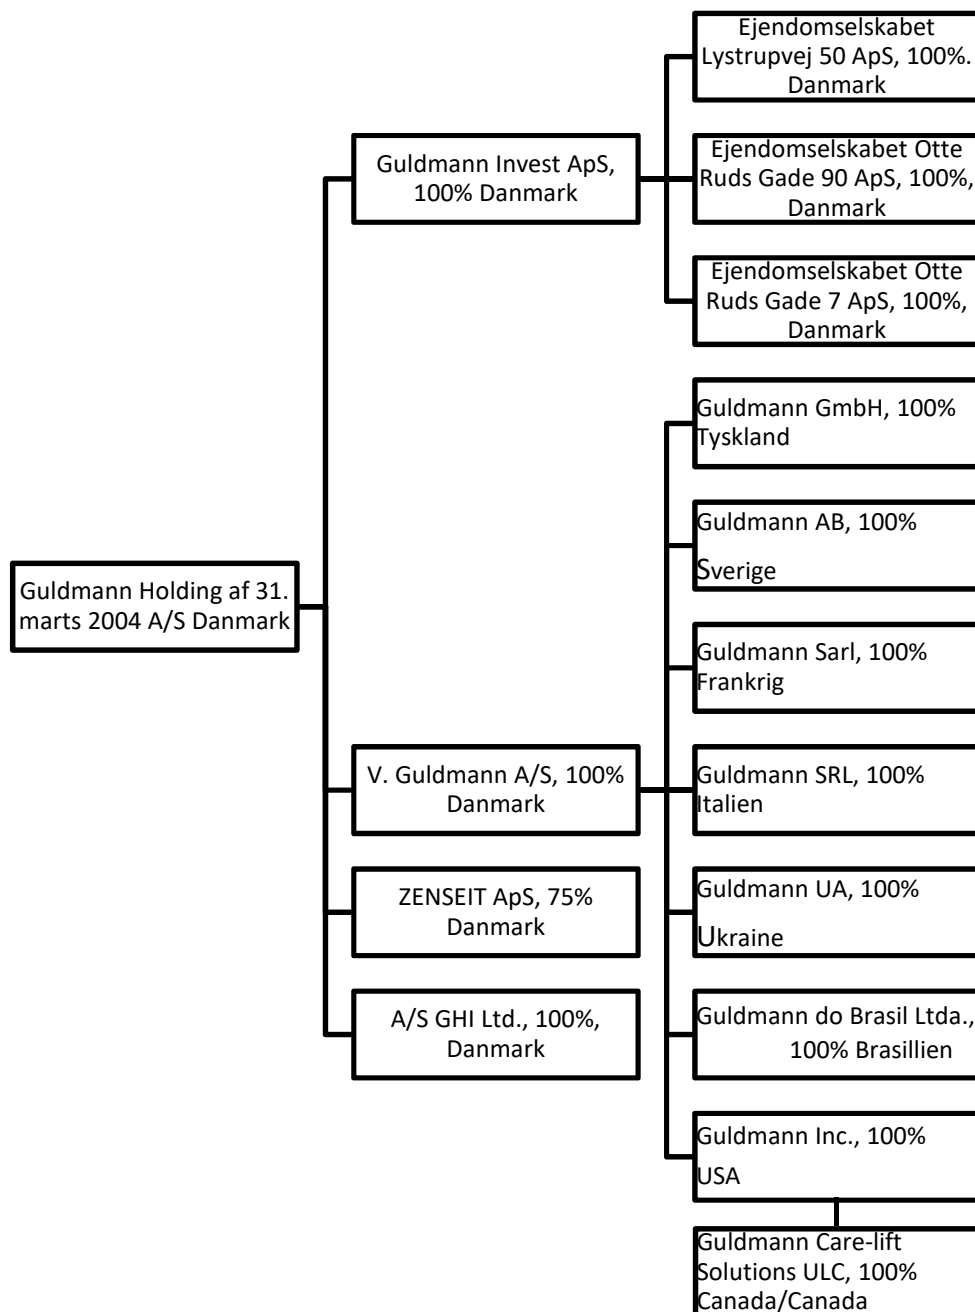 Ejendomselskabet
Lystrupvej 50 ApS, 100%.
Danmark
Guldmann Invest ApS,
100% Danmark
Ejendomselskabet Otte
Ruds Gade 90 ApS, 100%,
Danmark
Ejendomselskabet Otte
Ruds Gade 7 ApS, 100%,
Danmark
Guldmann GmbH, 100%
Tyskland
Guldmann AB, 100%
Sverige
Guldmann Holding af 31.
marts 2004 A/S Danmark
Guldmann Sarl, 100%
Frankrig
V. Guldmann A/S, 100%
Danmark
Guldmann SRL, 100%
Italien
ZENSEIT ApS, 75%
Danmark
Guldmann UA, 100%
Ukraine
A/S GHI Ltd., 100%,
Danmark
Guldmann do Brasil Ltda.,
100% Brasillien
Guldmann Inc., 100%
USA
Guldmann Care-lift
Solutions ULC, 100%
Canada/Canada